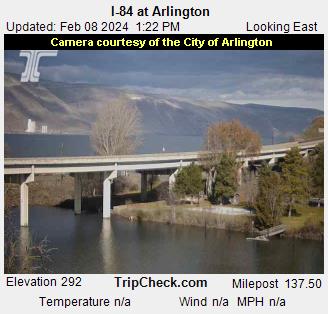 I-84 at Arlington
Updated: Feb 08 2024 1:22 PM Looking East
Camera courtesy of the City of Arlington
Elevation 292 TripCheck.com Milepost 137.50
Temperature n/a Wind n/a MPH n/a